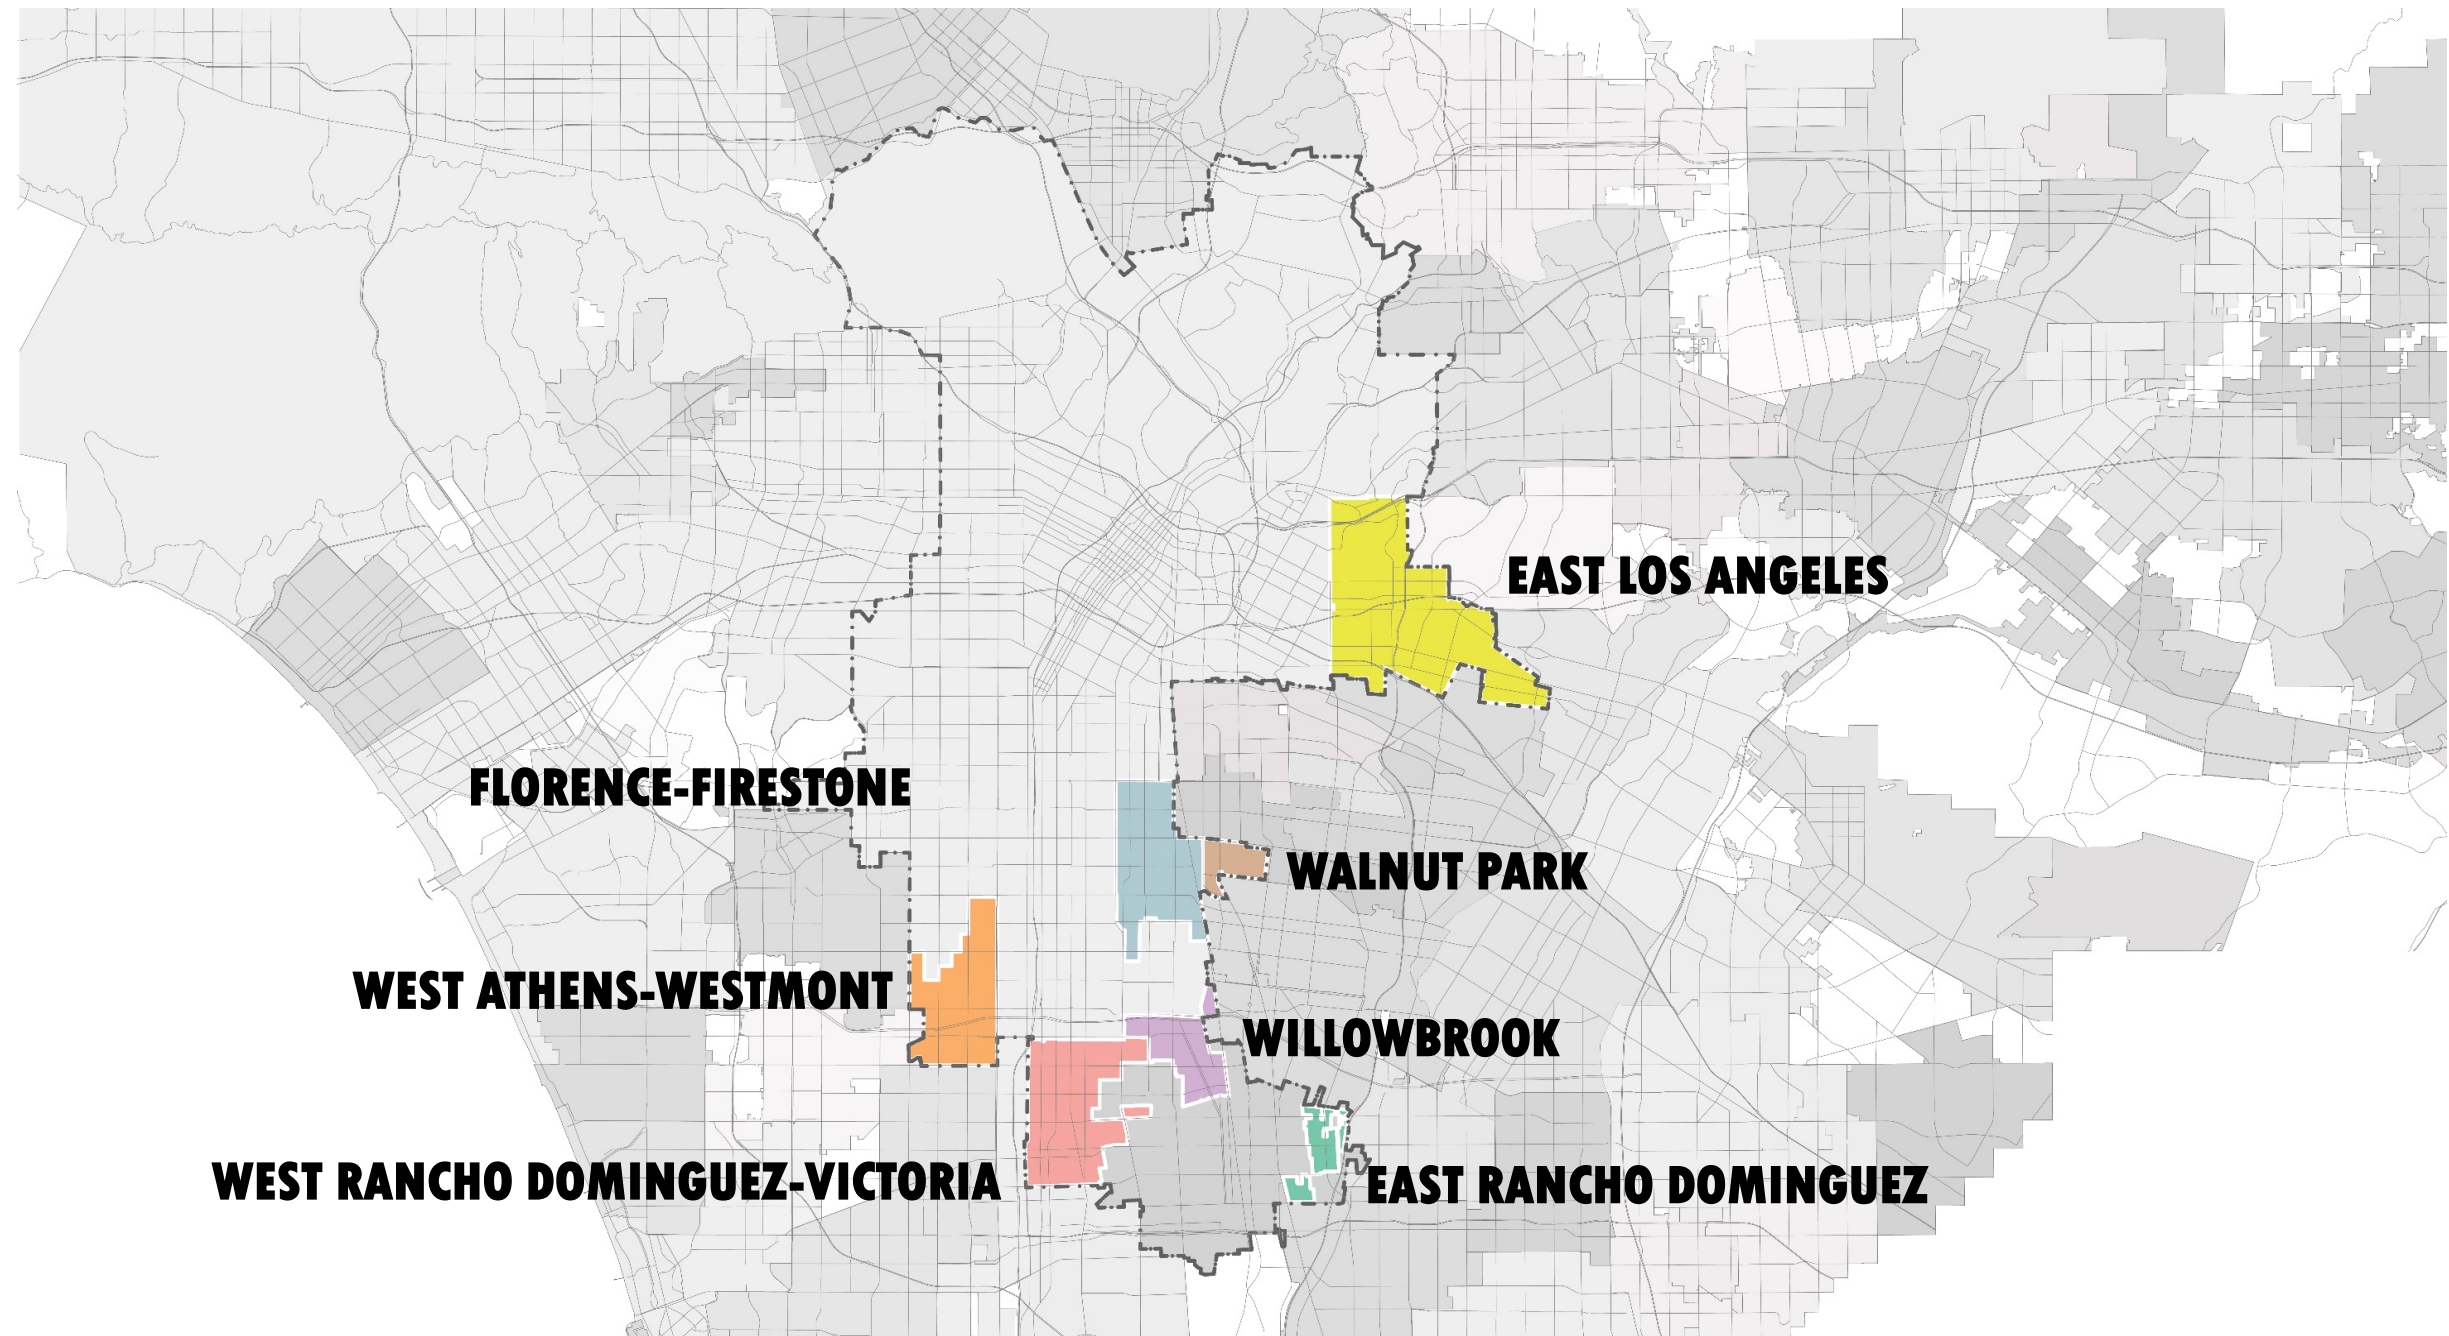 EAST LOS ANGELES
FLORENCE-FIRESTONE
WALNUT PARK
WEST ATHENS-WESTMONT
WILLOWBROOK
WEST RANCHO DOMINGUEZ-VICTORIA
EAST RANCHO DOMINGUEZ